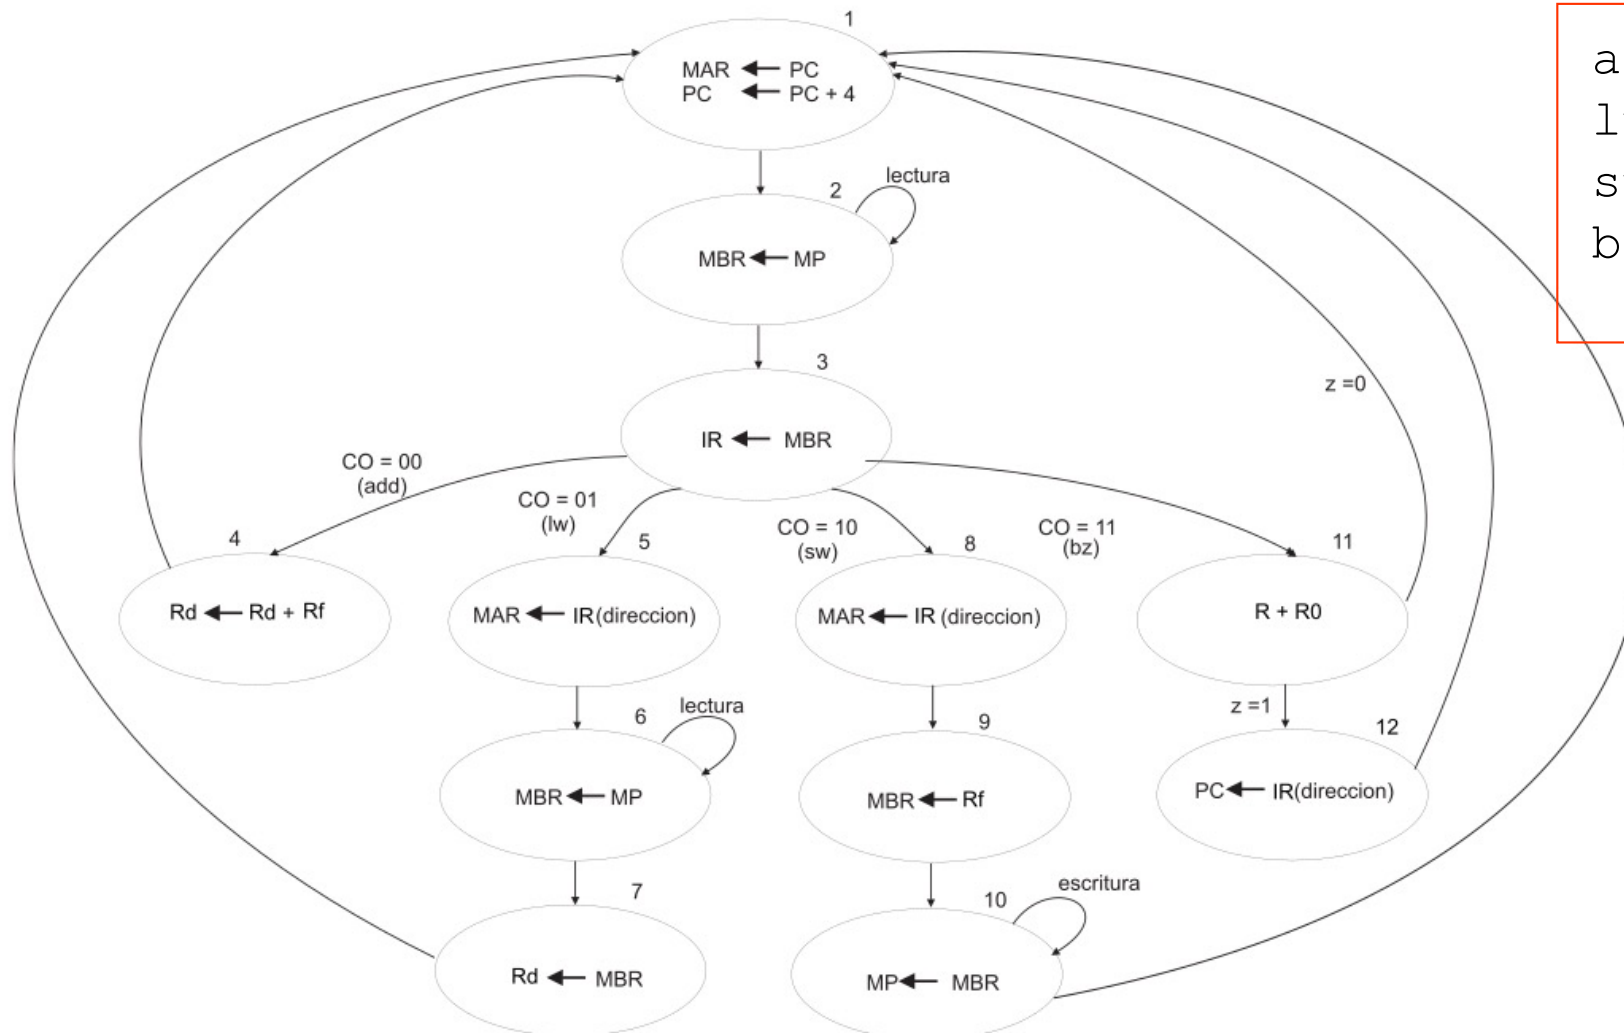 1
MAR ← PC
PC ← PC + 4
2
lectura
MBR ← MP
3
IR ← MBR
z =0
CO = 00
(add)
CO = 01
(lw)
CO = 10
(sw)
CO = 11
(bz)
4
Rd ← Rd + Rf
5
MAR ← IR(direccion)
8
MAR ← IR (direccion)
11
R + R0
z =1
6
lectura
MBR ← MP
9
MBR ← Rf
12
PC ← IR(direccion)
7
Rd ← MBR
10
escritura
MP ← MBR
a
l
s
b